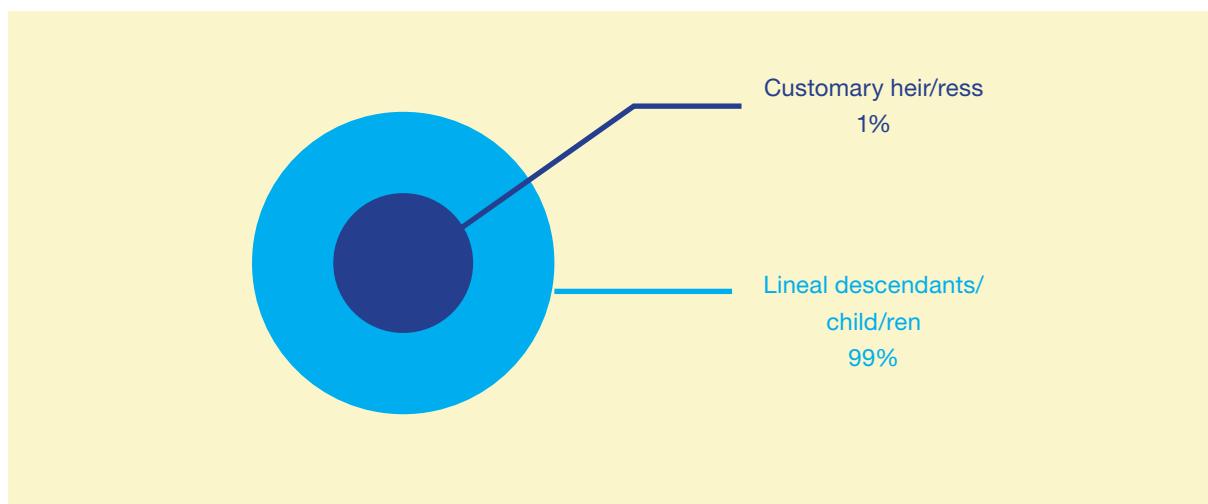 Customary heir/ress
1%
Lineal descendants/
child/ren
99%